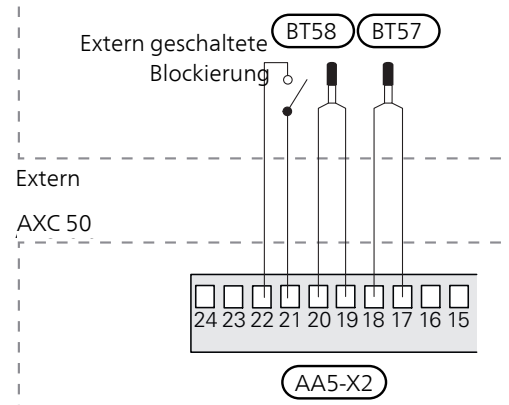 Extern geschaltete
Blockierung
BT58 BT57
Extern
AXC 50
24 23 22 21 20 19 18 17 16 15
AA5-X2